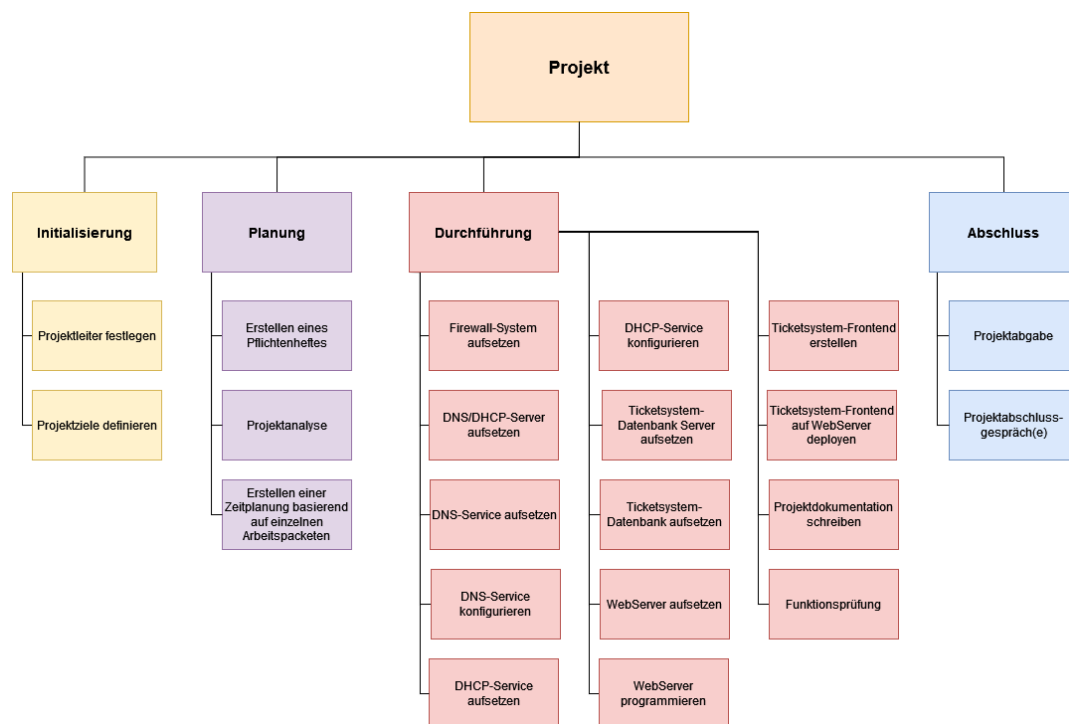 Projekt
Initialisierung
Projektleiter festlegen
Projektziele definieren
Planung
Erstellen eines
Pflichtenheftes
Projektanalyse
Erstellen einer
Zeitplanung basierend
auf einzelnen
Arbeitspacketen
Durchführung
Firewall-System
aufsetzen
DNS/DHCP-Server
aufsetzen
DNS-Service aufsetzen
DNS-Service
konfigurieren
DHCP-Service
aufsetzen
DHCP-Service
konfigurieren
Ticketsystem-
Datenbank Server
aufsetzen
Ticketsystem-
Datenbank aufsetzen
WebServer aufsetzen
WebServer
programmieren
Ticketsystem-Frontend
erstellen
Ticketsystem-Frontend
auf WebServer
deployen
Projektdokumentation
schreiben
Funktionsprüfung
Abschluss
Projektabgabe
Projektabschluss-
gespräch(e)